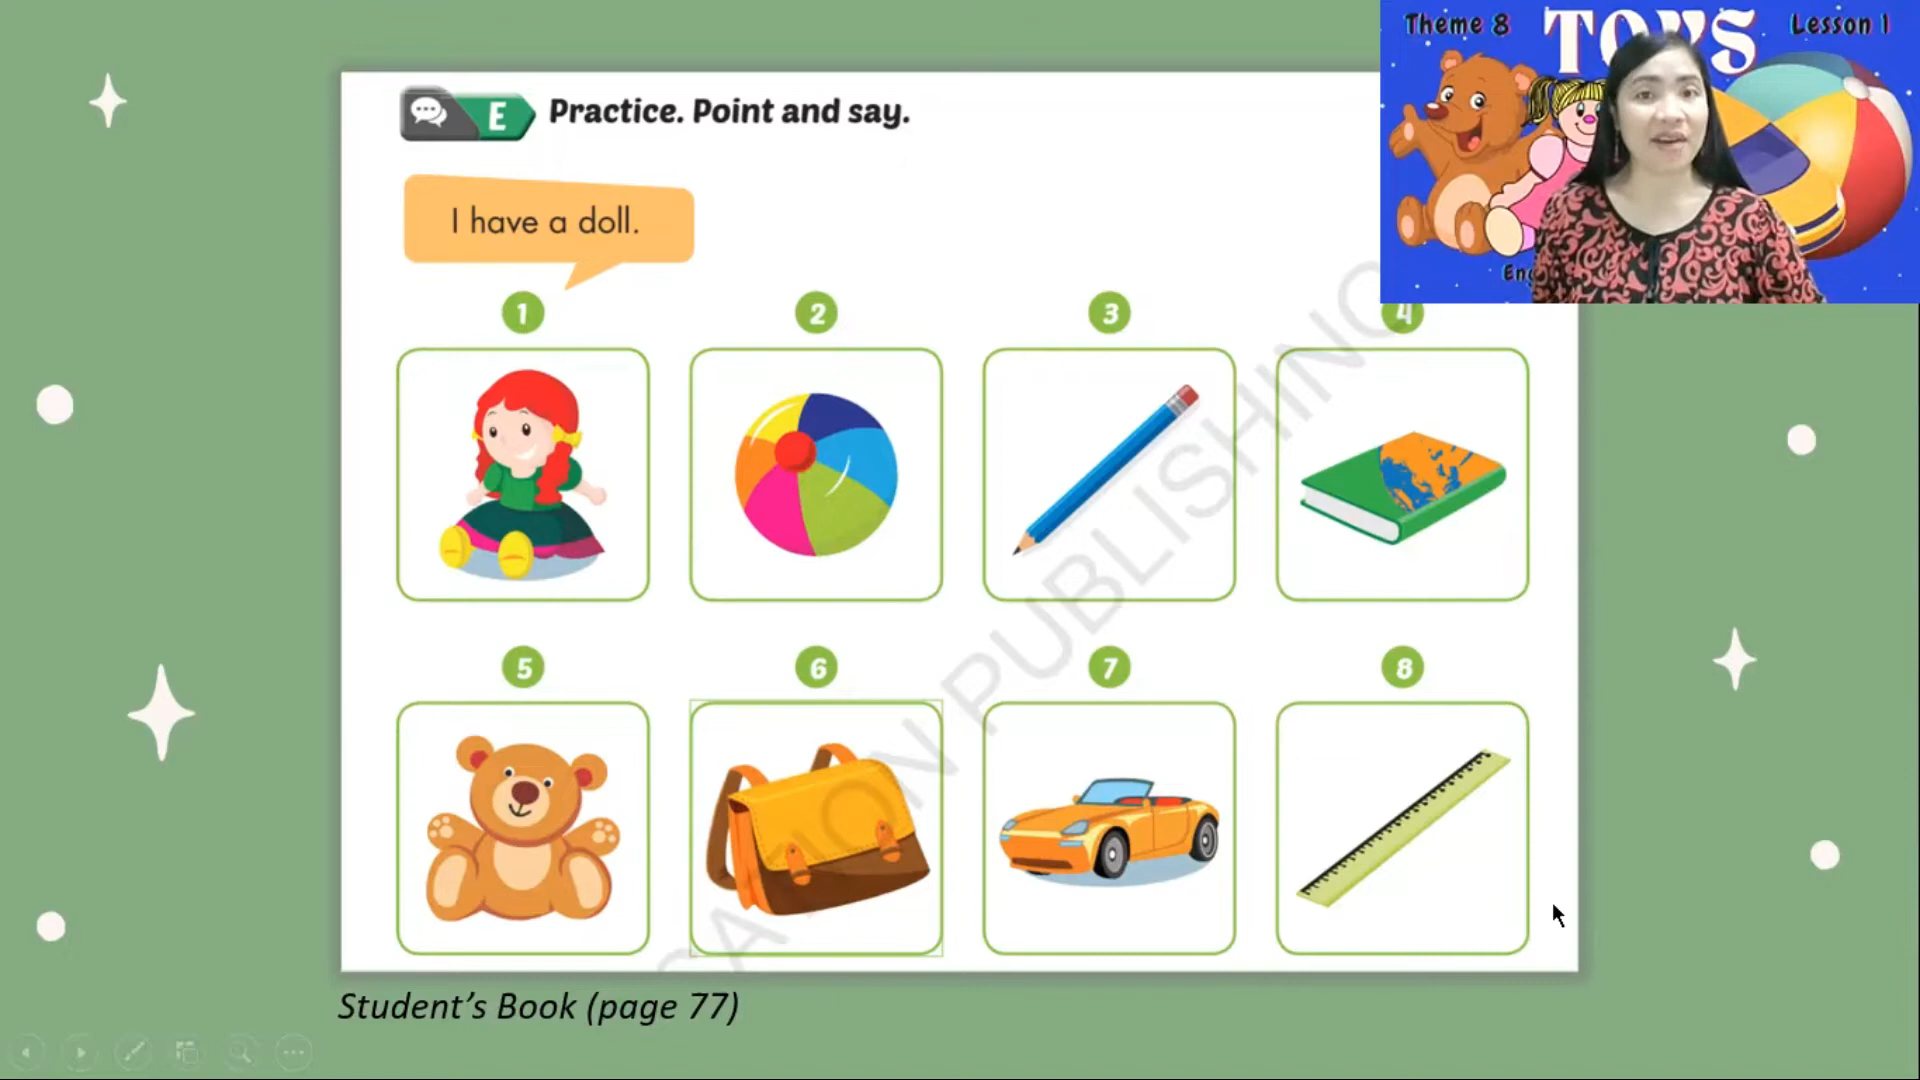 Theme 8
Lesson 1
E Practice. Point and say.
I have a doll.
1
2
3
4
5
6
7
8
Student's Book (page 77)